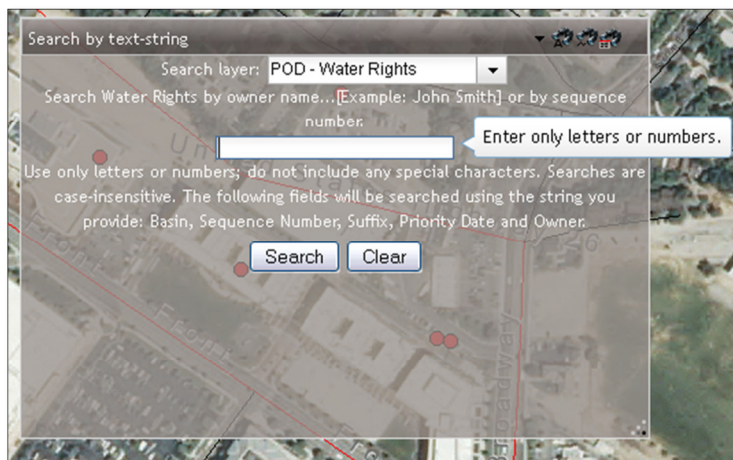 Search by text-string
Search layer: POD - Water Rights
Search Water Rights by owner name...[Example: John Smith] or by sequence
number.
Enter only letters or numbers.
Use only letters or numbers; do not include any special characters. Searches are
case-insensitive. The following fields will be searched using the string you
provide: Basin, Sequence Number, Suffix, Priority Date and Owner.
Search Clear
Front
Front
Broadway